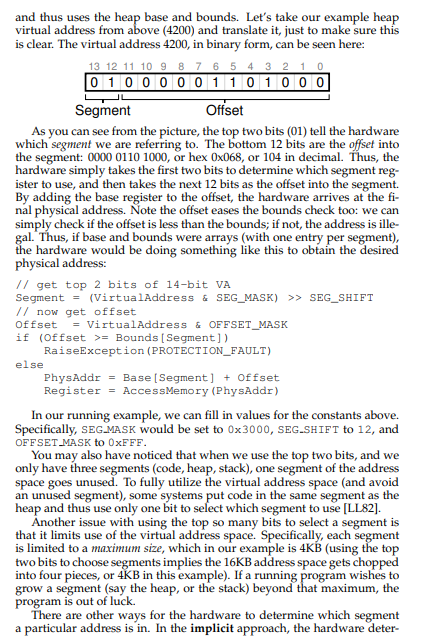 and thus uses the heap base and bounds. Let's take our example heap
virtual address from above (4200) and translate it, just to make sure this
is clear. The virtual address 4200, in binary form, can be seen here:
13 12 11 10 9 8 7 6 5 4 3 2 1 0
0 1 0 0 0 0 0 1 1 0 1 0 0 0
Segment Offset
As you can see from the picture, the top two bits (01) tell the hardware
which segment we are referring to. The bottom 12 bits are the offset into
the segment: 0000 0110 1000, or hex 0x068, or 104 in decimal. Thus, the
hardware simply takes the first two bits to determine which segment reg-
ister to use, and then takes the next 12 bits as the offset into the segment.
By adding the base register to the offset, the hardware arrives at the fi-
nal physical address. Note the offset eases the bounds check too: we can
simply check if the offset is less than the bounds; if not, the address is ille-
gal. Thus, if base and bounds were arrays (with one entry per segment),
the hardware would be doing something like this to obtain the desired
physical address:
// get top 2 bits of 14-bit VA
Segment = (VirtualAddress & SEG_MASK) >> SEG_SHIFT
// now get offset
Offset = VirtualAddress & OFFSET_MASK
if (Offset >= Bounds[Segment])
RaiseException(PROTECTION_FAULT)
else
PhysAddr = Base[Segment] + Offset
Register = AccessMemory(PhysAddr)
In our running example, we can fill in values for the constants above.
Specifically, SEG_MASK would be set to 0x3000, SEG_SHIFT to 12, and
OFFSET_MASK to 0xFFF.
You may also have noticed that when we use the top two bits, and we
only have three segments (code, heap, stack), one segment of the address
space goes unused. To fully utilize the virtual address space (and avoid
an unused segment), some systems put code in the same segment as the
heap and thus use only one bit to select which segment to use [LL82].
Another issue with using the top so many bits to select a segment is
that it limits use of the virtual address space. Specifically, each segment
is limited to a maximum size, which in our example is 4KB (using the top
two bits to choose segments implies the 16KB address space gets chopped
into four pieces, or 4KB in this example). If a running program wishes to
grow a segment (say the heap, or the stack) beyond that maximum, the
program is out of luck.
There are other ways for the hardware to determine which segment
a particular address is in. In the implicit approach, the hardware deter-